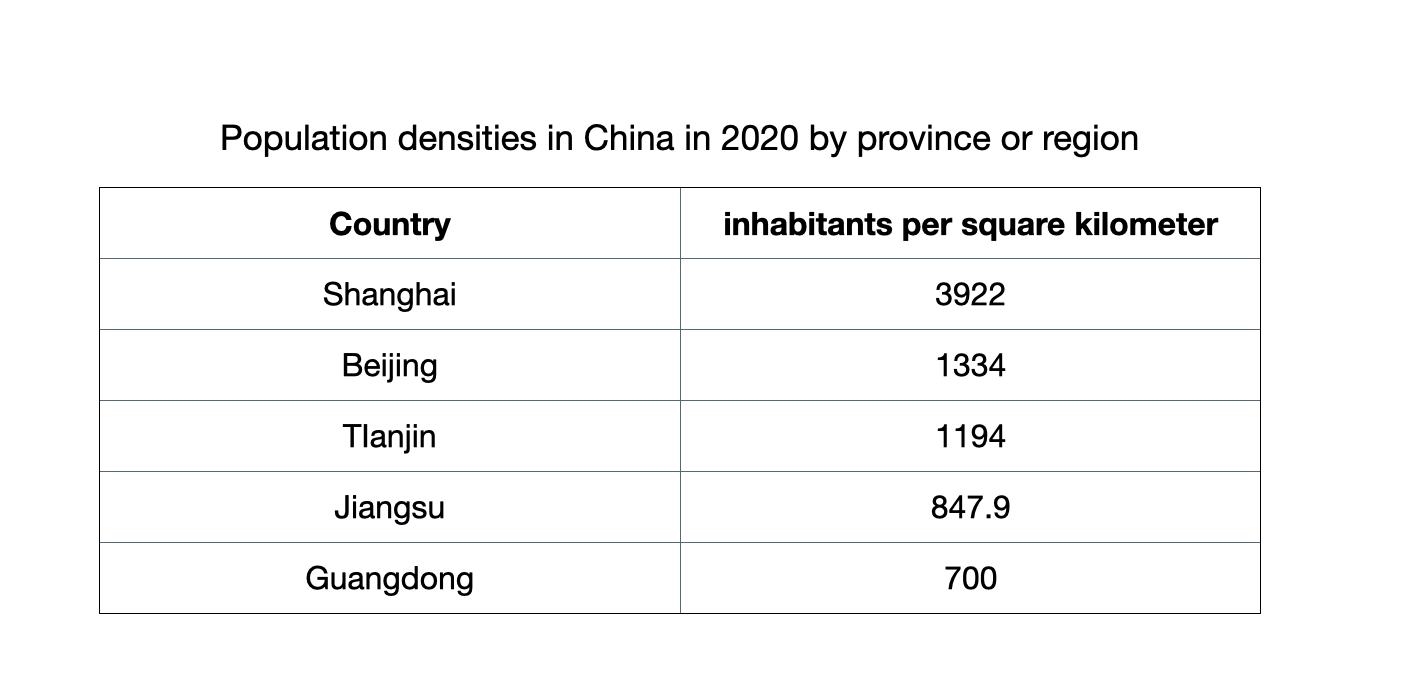 Population densities in China in 2020 by province or region
Country inhabitants per square kilometer
Shanghai 3922
Beijing 1334
TIanjin 1194
Jiangsu 847.9
Guangdong 700